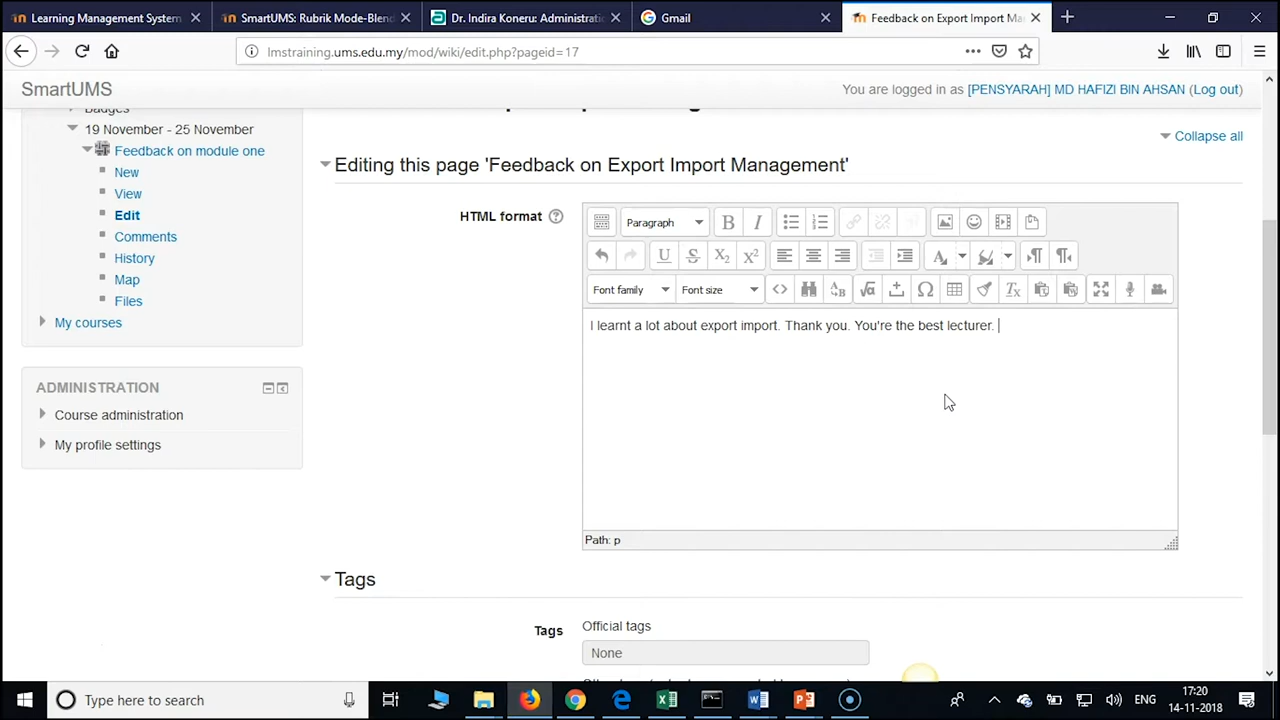 Learning Management System
SmartUMS: Rubrik Mode-Blend
Dr. Indira Koneru: Administrati
Gmail
Feedback on Export Import Ma
lmstraining.ums.edu.my/mod/wiki/edit.php?pageid=17
SmartUMS
You are logged in as [PENSYARAH] MD HAFIZI BIN AHSAN (Log out)
Badges
19 November - 25 November
Feedback on module one
New
View
Edit
Comments
History
Map
Files
My courses
ADMINISTRATION
Course administration
My profile settings
Collapse all
Editing this page 'Feedback on Export Import Management'
HTML format
Paragraph
Font family
Font size
I learnt a lot about export import. Thank you. You're the best lecturer.
Path: p
Tags
Tags
Official tags
None
Type here to search
ENG
17:20
14-11-2018